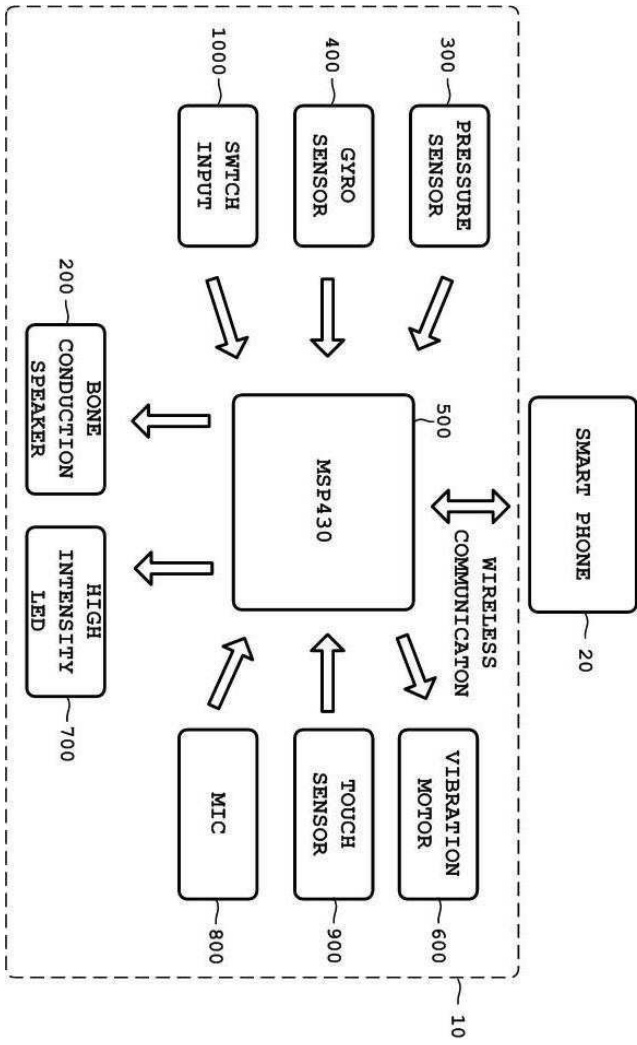 SMART PHONE
20
10
300
PRESSURE
SENSOR
500
WIRELESS
COMMUNICATON
VIBRATION
MOTOR
600
400
GYRO
SENSOR
MSP430
TOUCH
SENSOR
900
1000
SWTCH
INPUT
MIC
800
200
BONE
CONDUCTION
SPEAKER
HIGH
INTENSITY
LED
700